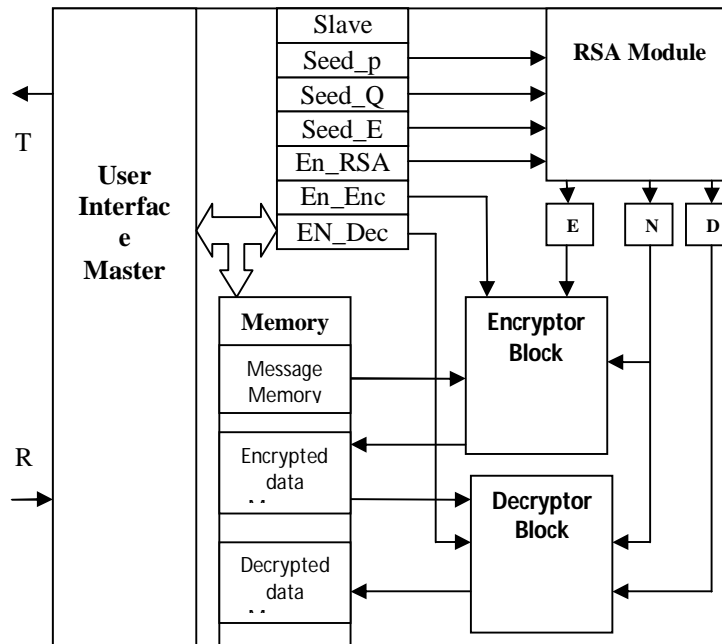 Slave
Seed_p
Seed_Q
Seed_E
En_RSA
En_Enc
EN_Dec
RSA Module
T
R
User
Interfac
e
Master
E
N
D
Memory
Message
Memory
Encrypted
data
Decrypted
data
Encryptor
Block
Decryptor
Block